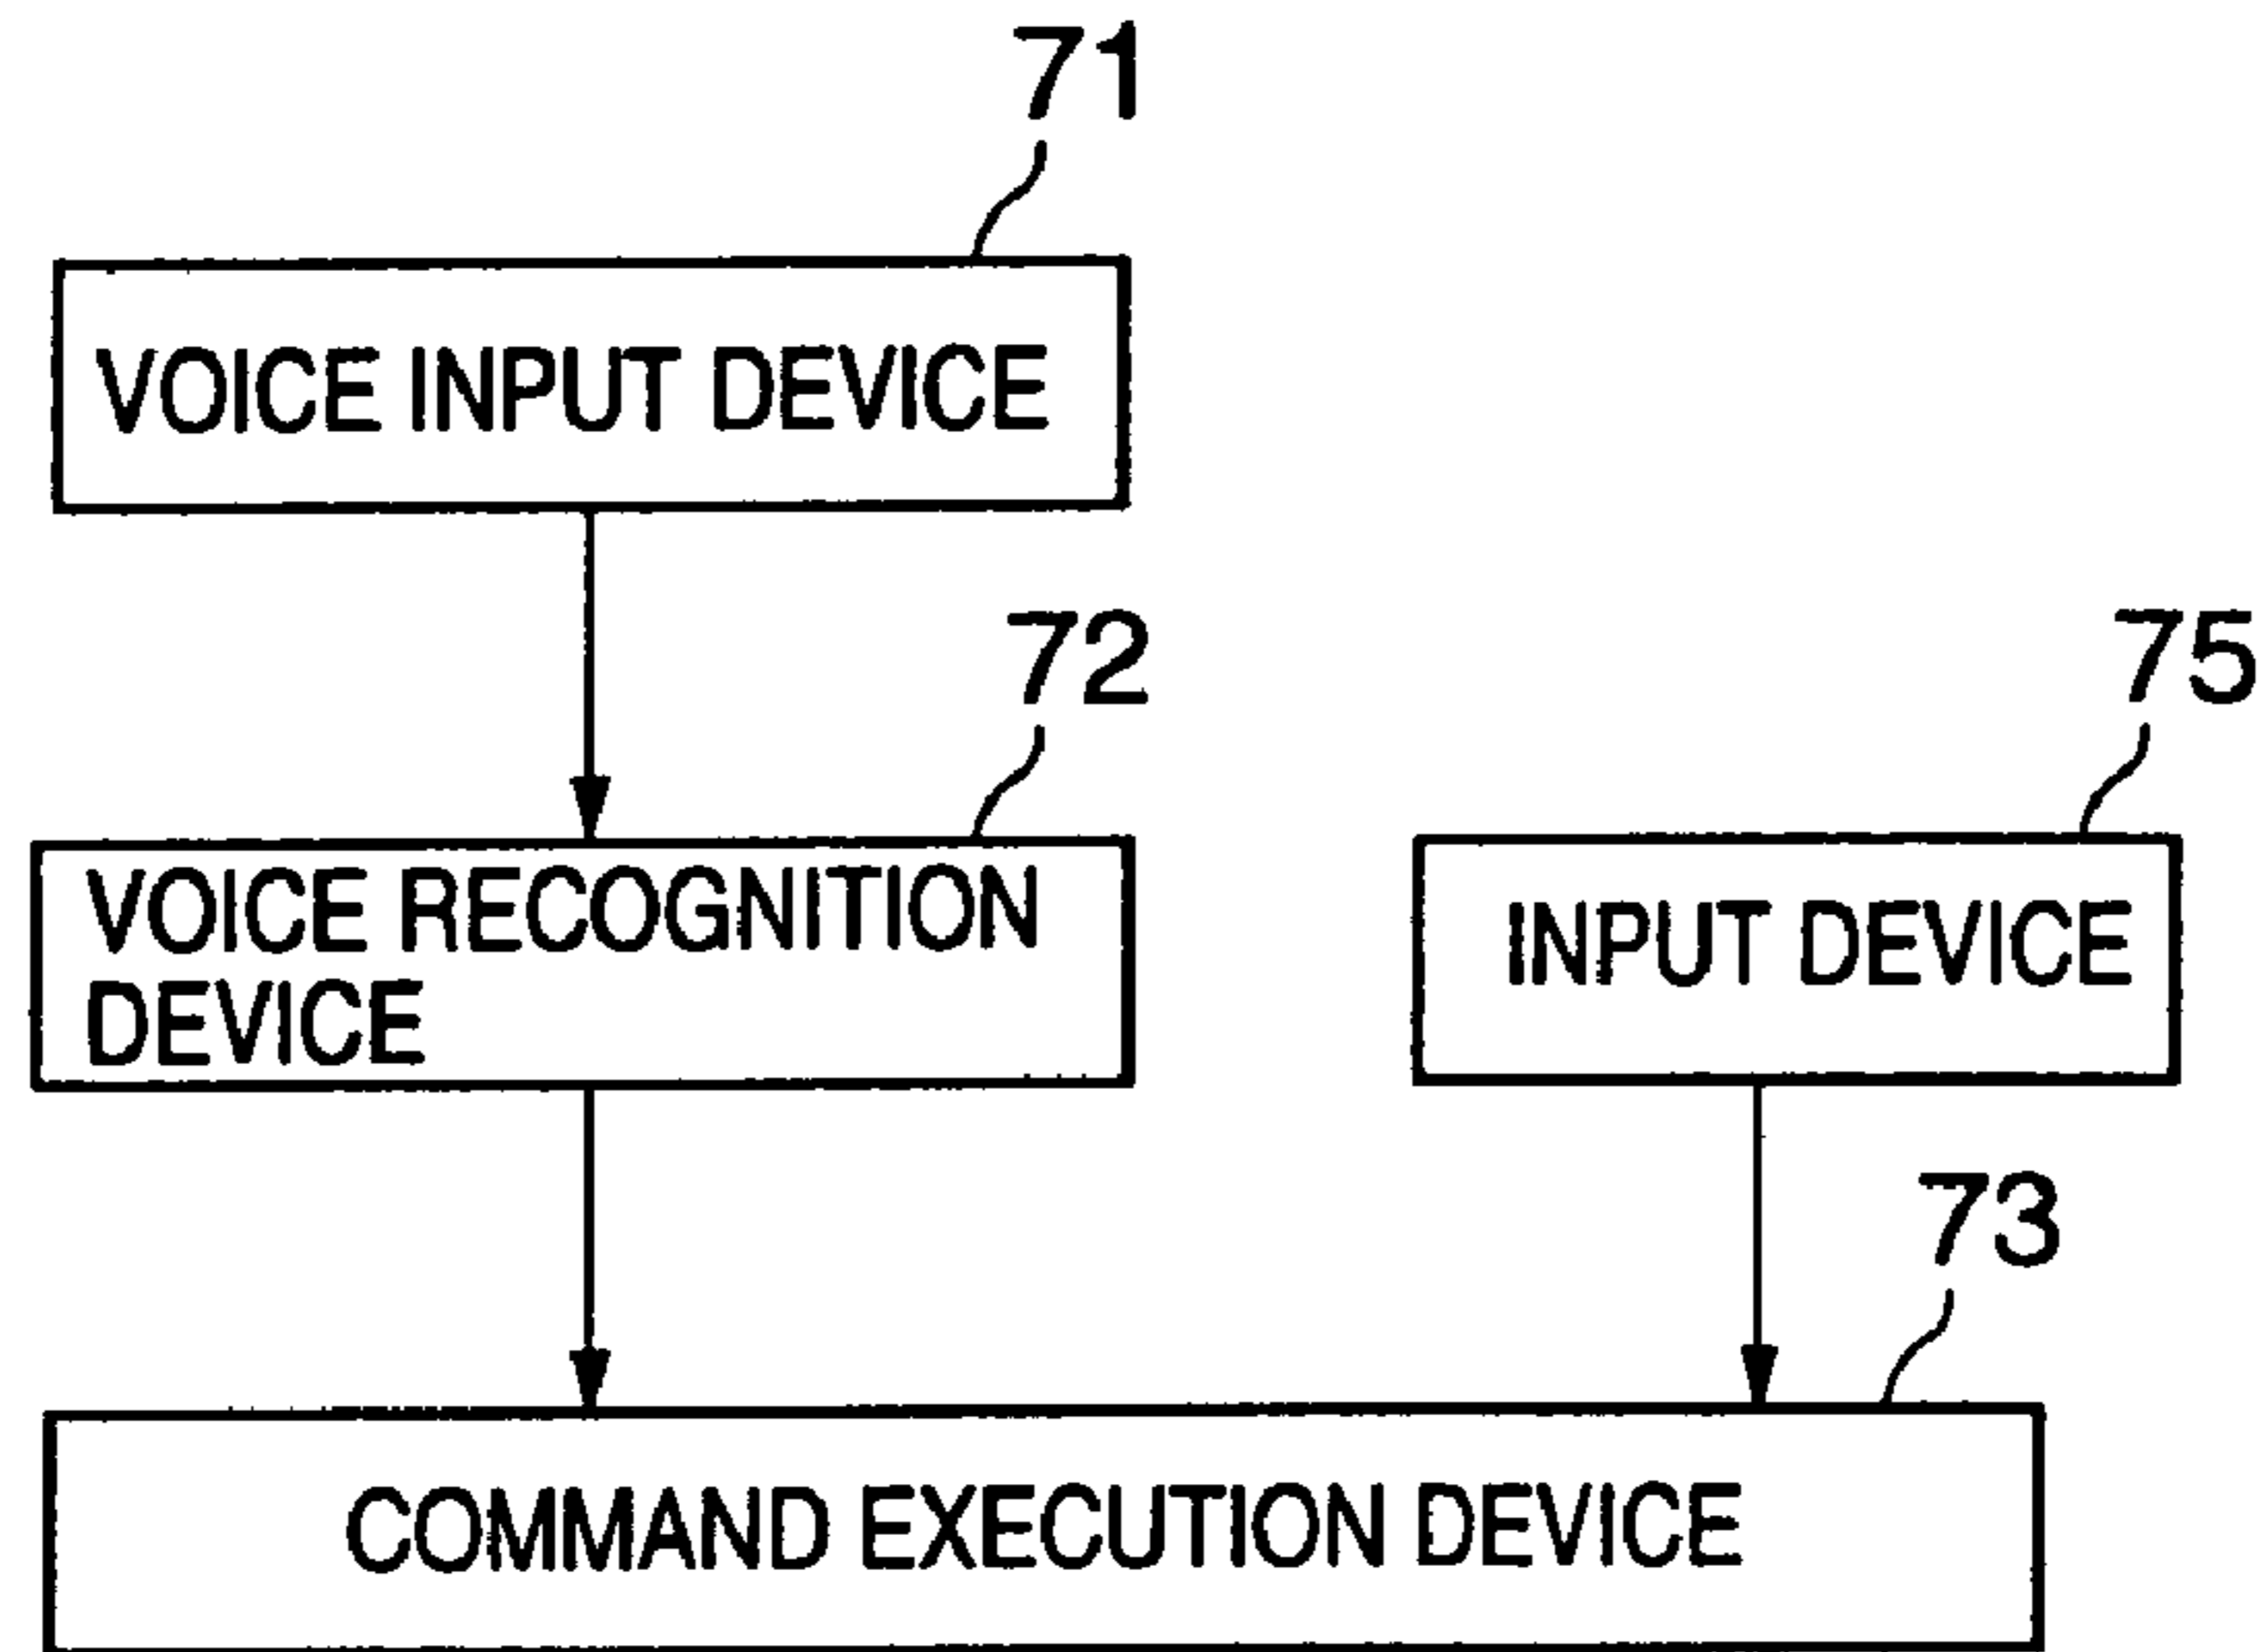 71
VOICE INPUT DEVICE
72
75
VOICE RECOGNITION
DEVICE
INPUT DEVICE
73
COMMAND EXECUTION DEVICE